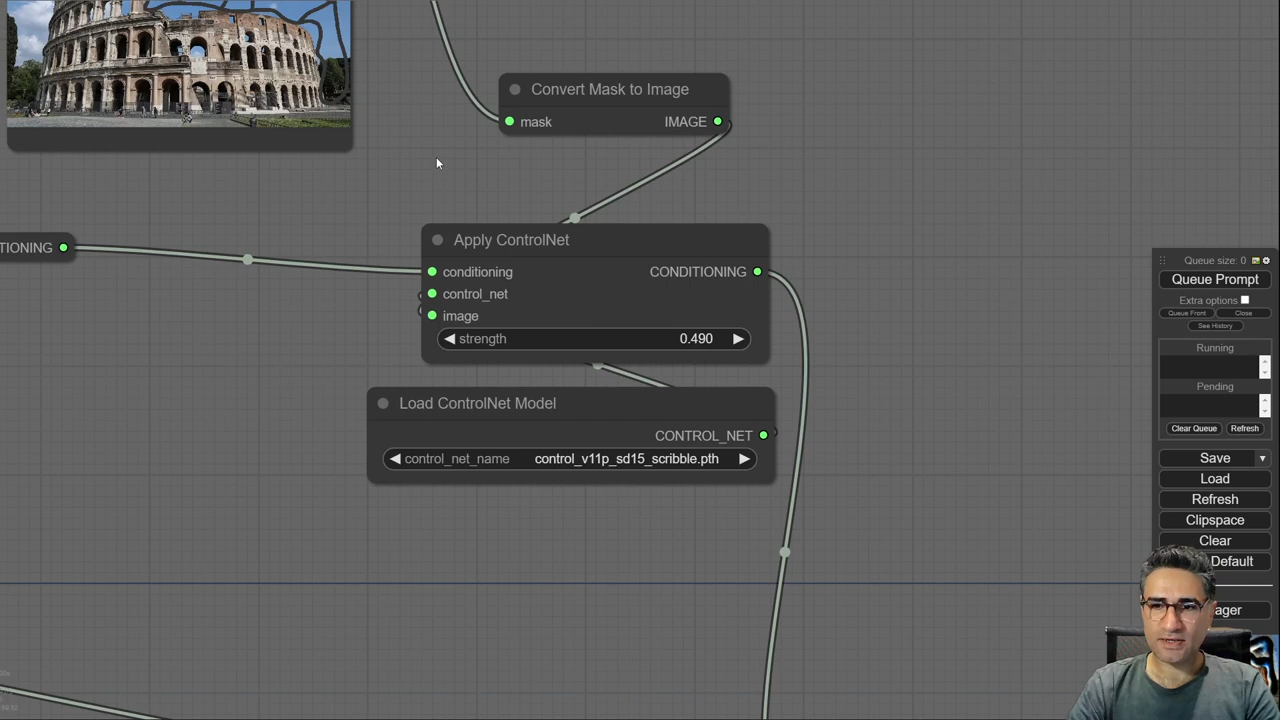 Convert Mask to Image
mask IMAGE
Apply ControlNet
TIONING
conditioning CONDITIONING
control_net
image
strength 0.490
Load ControlNet Model
CONTROL_NET
control_net_name control_v11p_sd15_scribble.pth
Queue size: 0
Queue Prompt
Extra options
Queue Front Close
See History
Running
Pending
Clear Queue Refresh
Save
Load
Refresh
Clipspace
Clear
Default
ager